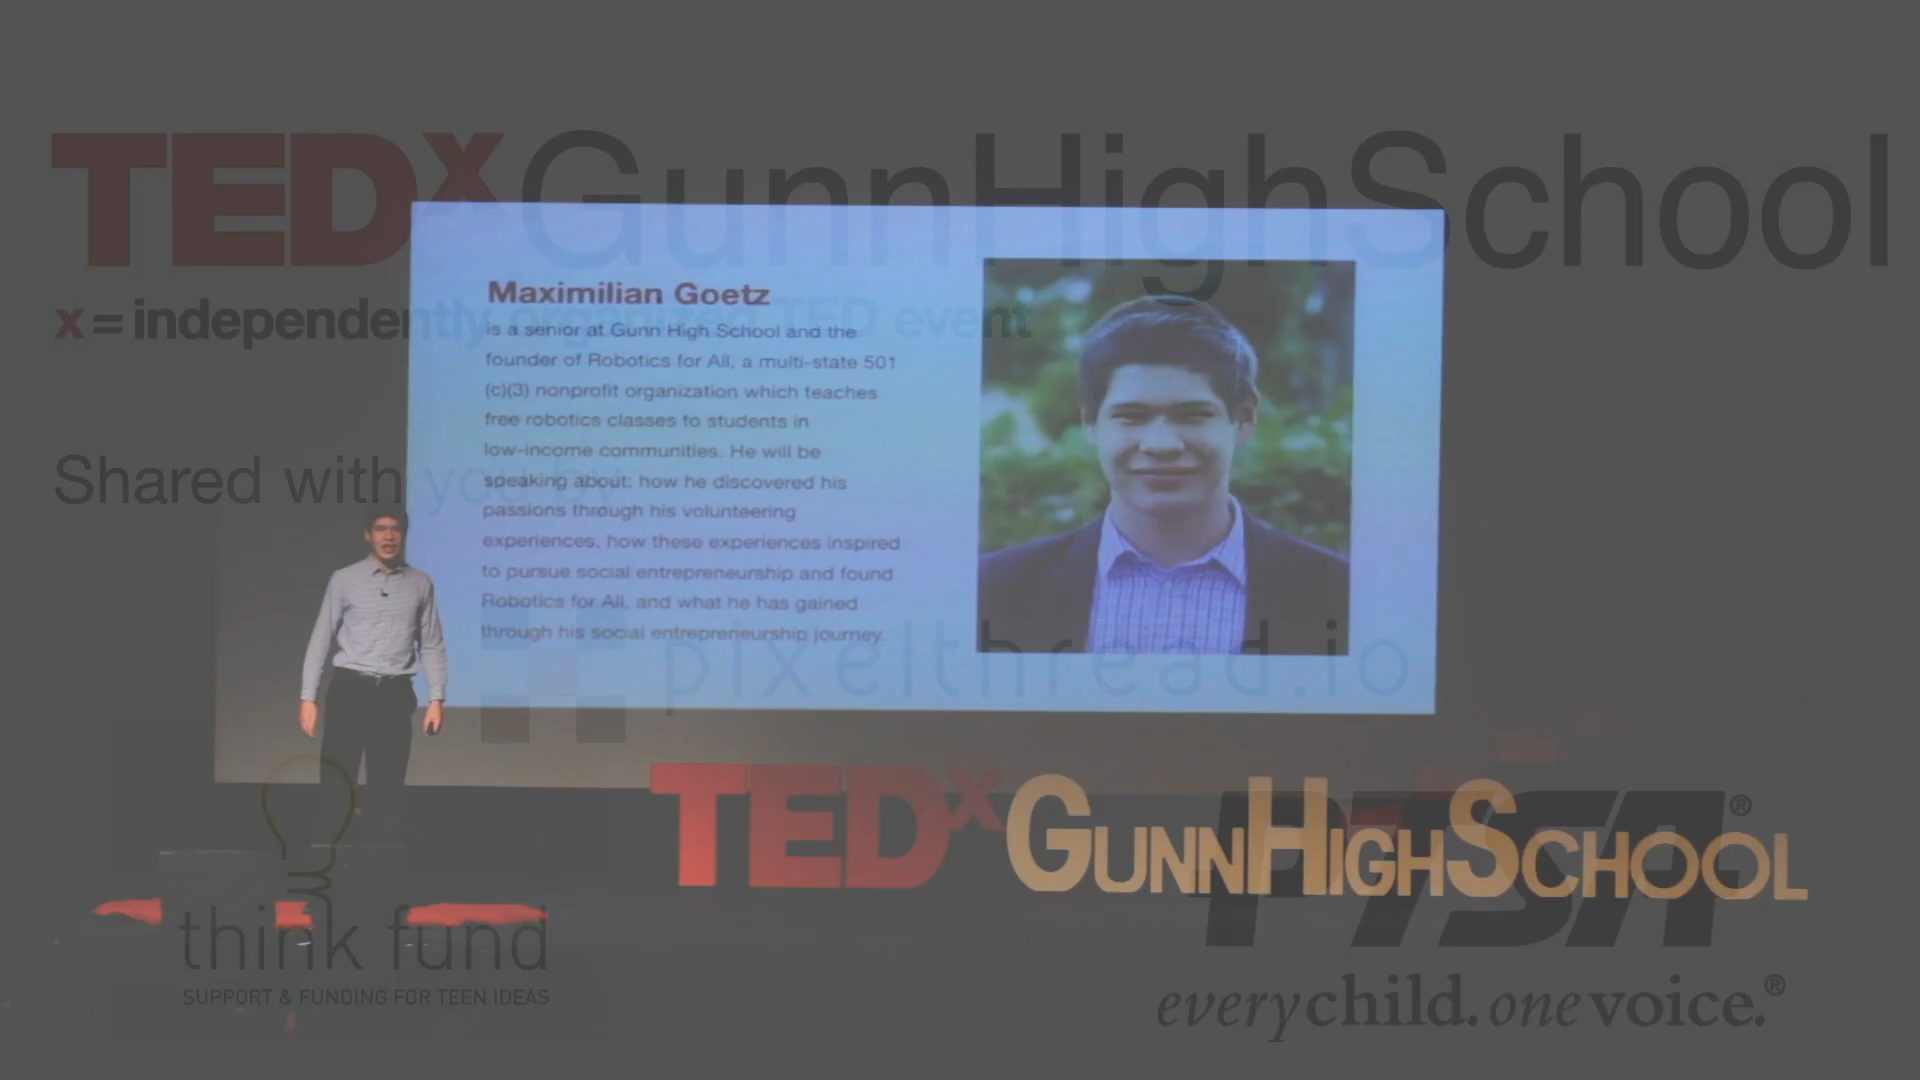 TEDxGunnHighSchool
x = independently organized TED event
Shared with you by
Maximilian Goetz
is a senior at Gunn High School and the
founder of Robotics for All, a multi-state 501
(c)(3) nonprofit organization which teaches
free robotics classes to students in
low-income communities. He will be
speaking about: how he discovered his
passions through his volunteering
experiences, how these experiences inspired
to pursue social entrepreneurship and found
Robotics for All, and what he has gained
through his social entrepreneurship journey.
pixelthread.io
TEDxGUNNHIGHSCHOOL
think fund
SUPPORT & FUNDING FOR TEEN IDEAS
PTSA®
everychild.onevoice.®